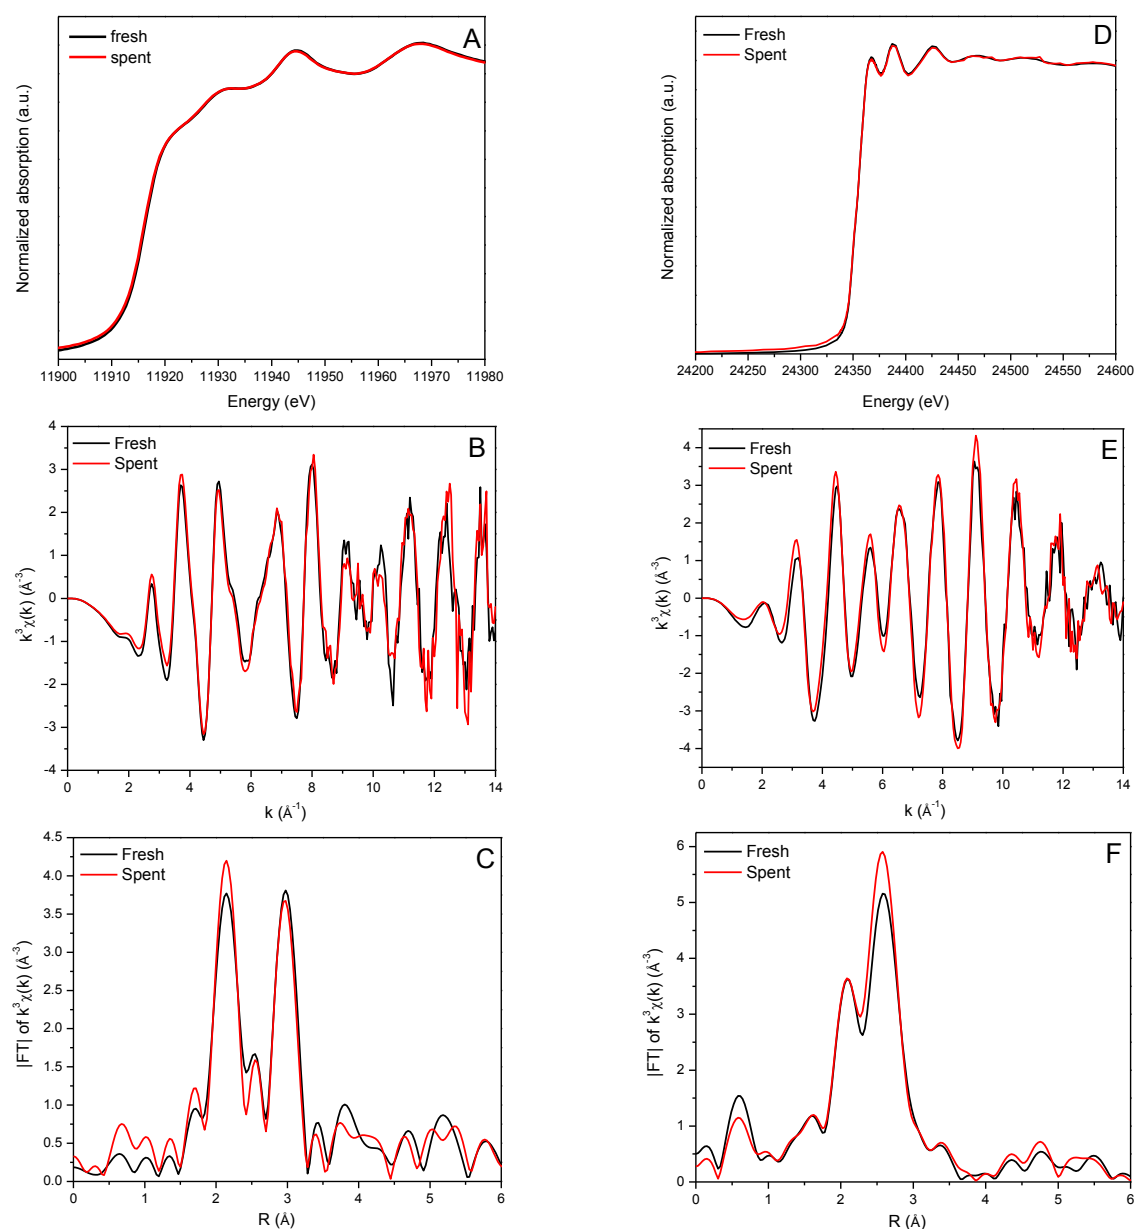 A
fresh
spent
Normalized absorption (a.u.)
11900 11910 11920 11930 11940 11950 11960 11970 11980
Energy (eV)
D
Fresh
Spent
Normalized absorption (a.u.)
24200 24250 24300 24350 24400 24450 24500 24550 24600
Energy (eV)
B
Fresh
Spent
4
3
2
1
0
-1
-2
-3
-4
k³χ(k) (Å⁻³)
0 2 4 6 8 10 12 14
k (Å⁻¹)
E
Fresh
Spent
4
3
2
1
0
-1
-2
-3
-4
k³χ(k) (Å⁻³)
0 2 4 6 8 10 12 14
k (Å⁻¹)
C
Fresh
Spent
4.5
4.0
3.5
3.0
2.5
2.0
1.5
1.0
0.5
0.0
|FT| of k³χ(k) (Å⁻³)
0 1 2 3 4 5 6
R (Å)
F
Fresh
Spent
6
5
4
3
2
1
0
|FT| of k³χ(k) (Å⁻³)
0 1 2 3 4 5 6
R (Å)